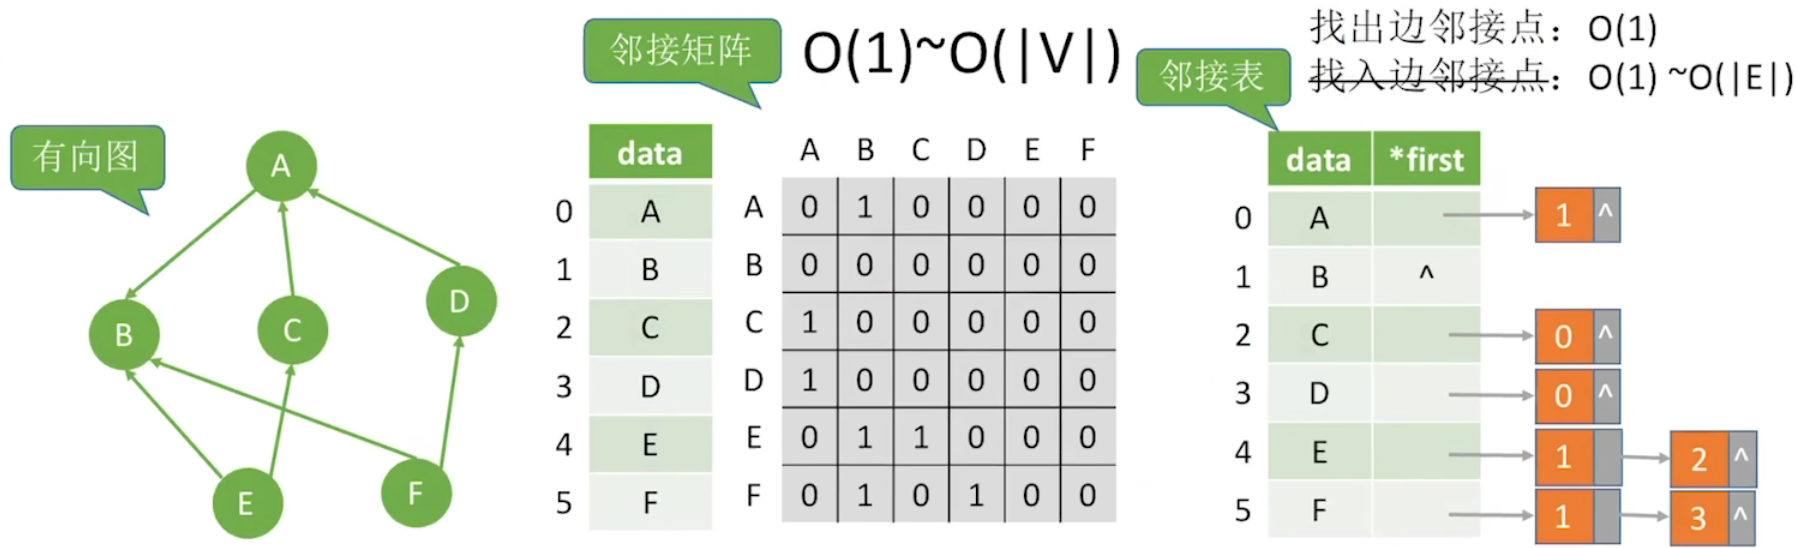 有向图
A
B
C
D
E
F
邻接矩阵
O(1)~O(|V|)
data
0 A
1 B
2 C
3 D
4 E
5 F
A B C D E F
A 0 1 0 0 0 0
B 0 0 0 0 0 0
C 1 0 0 0 0 0
D 1 0 0 0 0 0
E 0 1 1 0 0 0
F 0 1 0 1 0 0
邻接表
找出边邻接点：O(1)
找入边邻接点：O(1) ~O(|E|)
data *first
0 A 1 ^
1 B ^
2 C 0 ^
3 D 0 ^
4 E 1 2 ^
5 F 1 3 ^